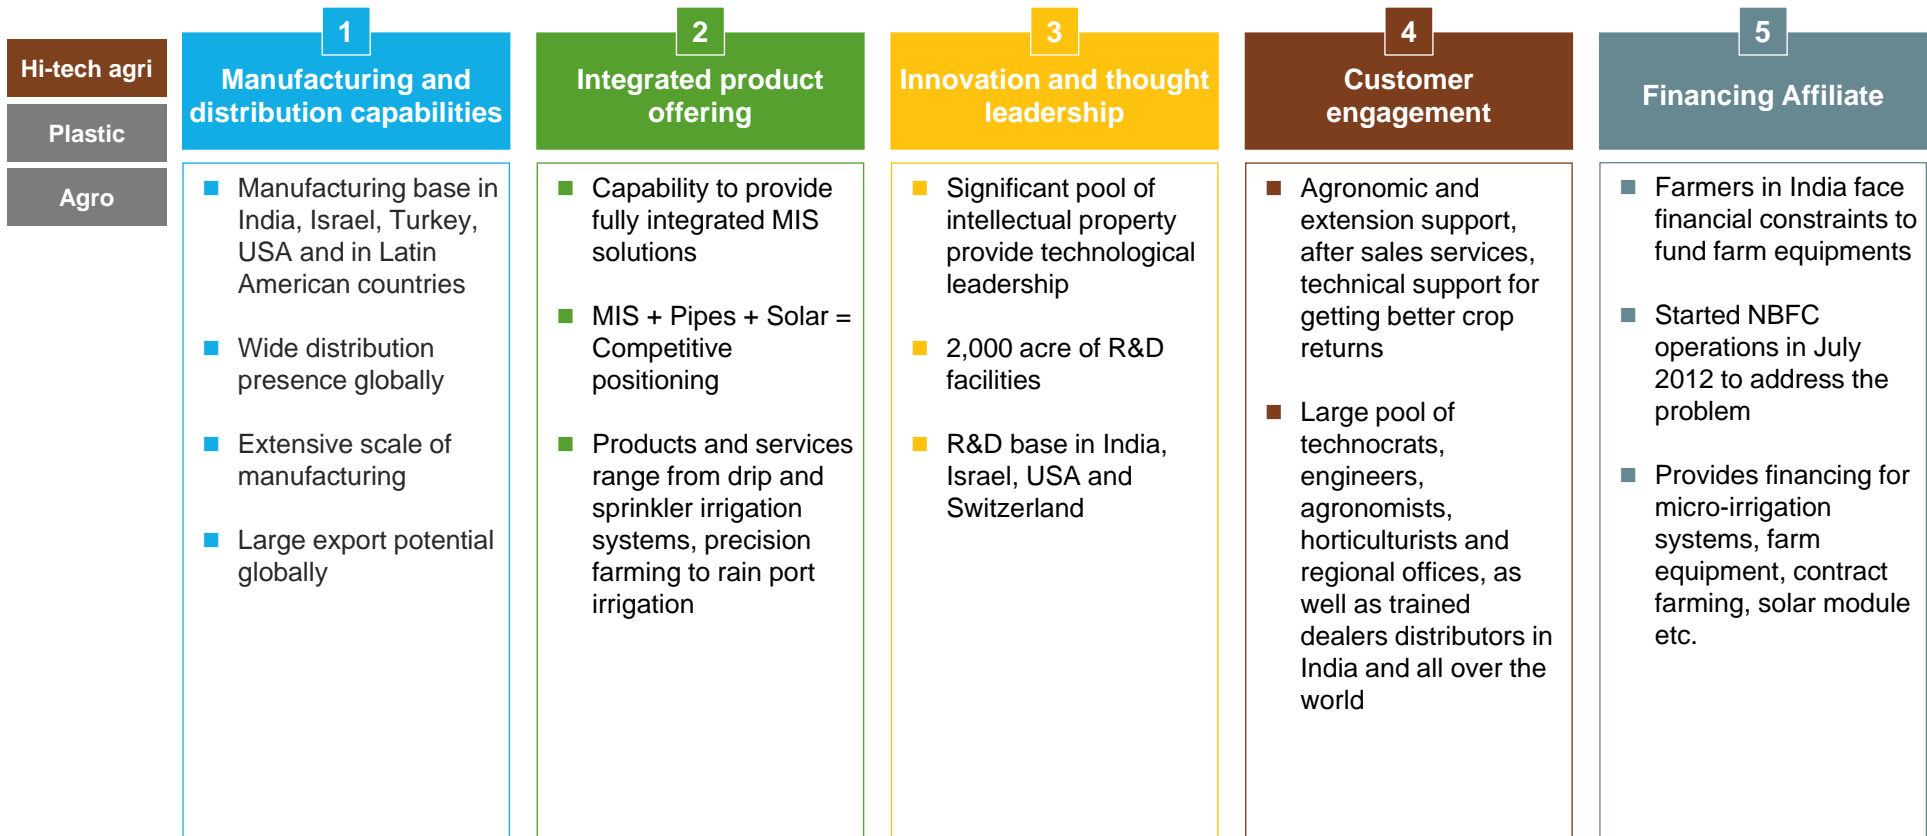 Hi-tech agri
Plastic
Agro
1
Manufacturing and
distribution capabilities
Manufacturing base in
India, Israel, Turkey,
USA and in Latin
American countries
Wide distribution
presence globally
Extensive scale of
manufacturing
Large export potential
globally
2
Integrated product
offering
Capability to provide
fully integrated MIS
solutions
MIS + Pipes + Solar =
Competitive
positioning
Products and services
range from drip and
sprinkler irrigation
systems, precision
farming to rain port
irrigation
3
Innovation and thought
leadership
Significant pool of
intellectual property
provide technological
leadership
2,000 acre of R&D
facilities
R&D base in India,
Israel, USA and
Switzerland
4
Customer
engagement
Agronomic and
extension support,
after sales services,
technical support for
getting better crop
returns
Large pool of
technocrats,
engineers,
agronomists,
horticulturists and
regional offices, as
well as trained
dealers distributors in
India and all over the
world
5
Financing Affiliate
Farmers in India face
financial constraints to
fund farm equipments
Started NBFC
operations in July
2012 to address the
problem
Provides financing for
micro-irrigation
systems, farm
equipment, contract
farming, solar module
etc.